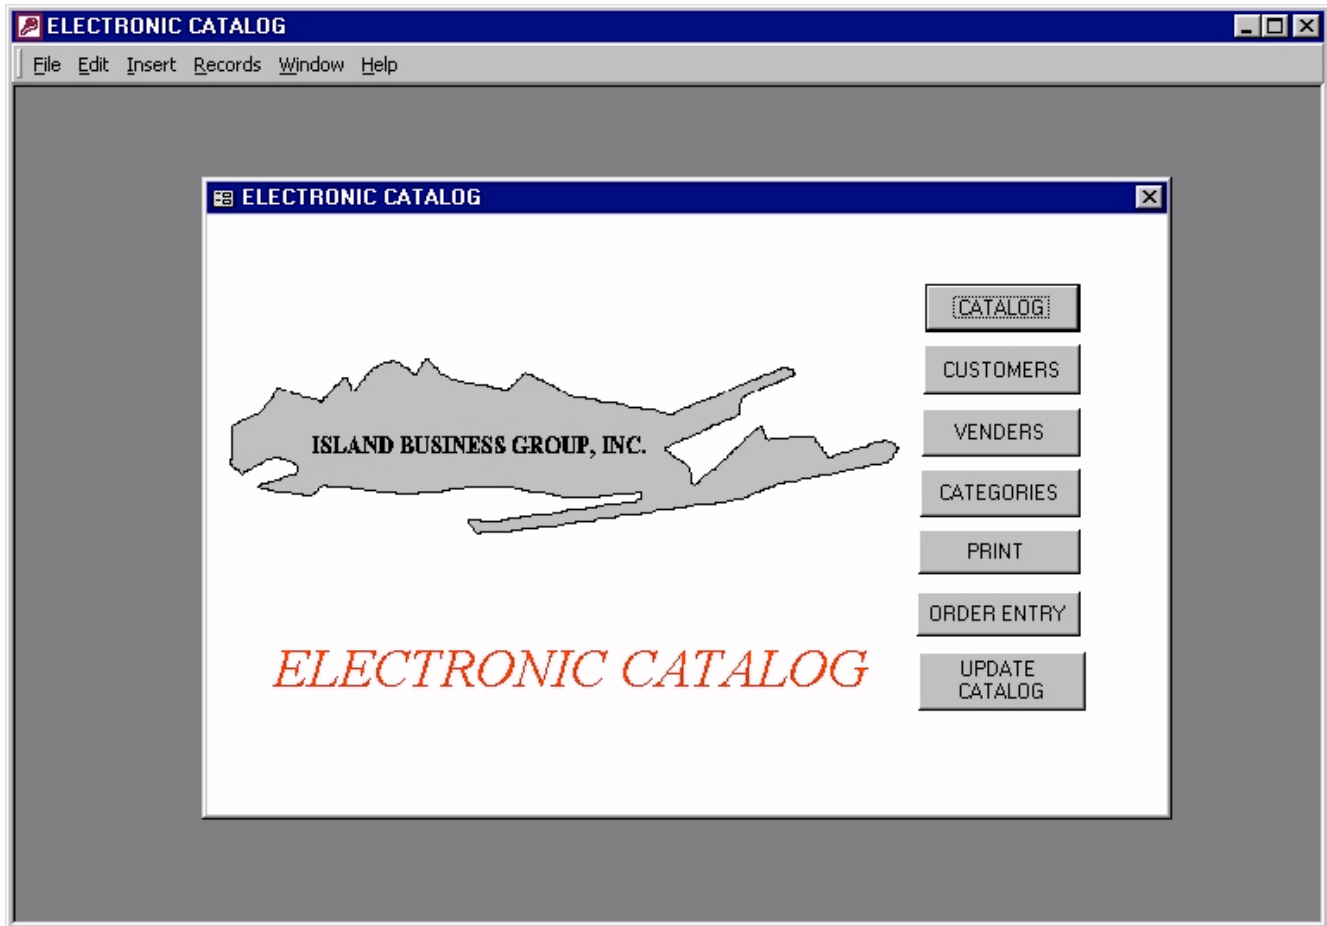 ELECTRONIC CATALOG
File Edit Insert Records Window Help
ELECTRONIC CATALOG
CATALOG
CUSTOMERS
VENDERS
CATEGORIES
PRINT
ORDER ENTRY
UPDATE
CATALOG
ISLAND BUSINESS GROUP, INC.
ELECTRONIC CATALOG